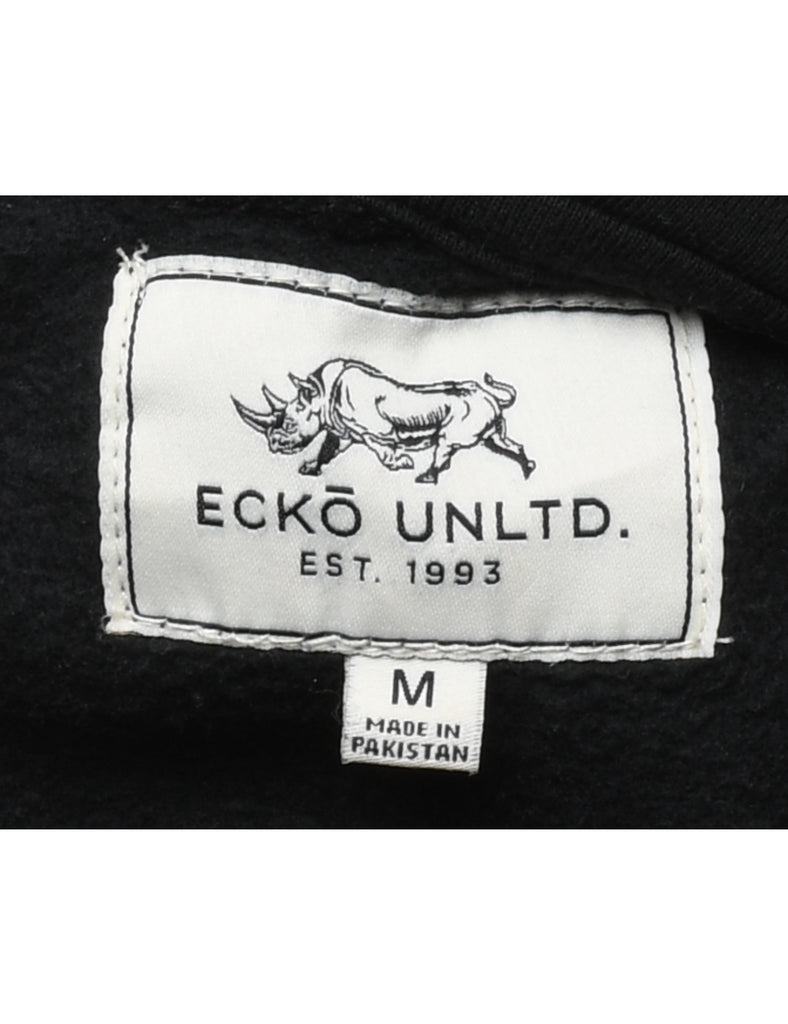 ECKŌ UNLTD.
EST. 1993
M
MADE IN
PAKISTAN